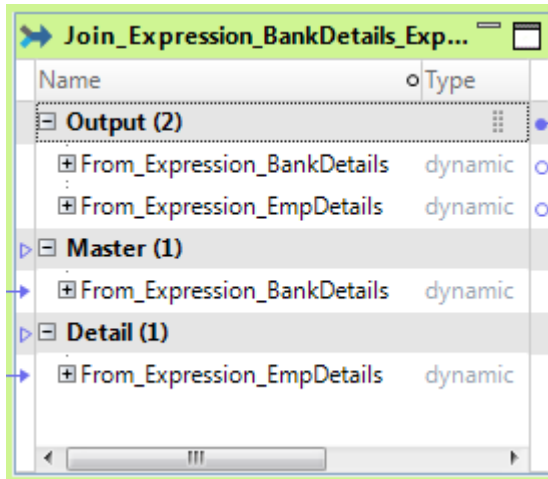 Join_Expression_BankDetails_Exp...
Name Type
Output (2)
From_Expression_BankDetails dynamic
From_Expression_EmpDetails dynamic
Master (1)
From_Expression_BankDetails dynamic
Detail (1)
From_Expression_EmpDetails dynamic